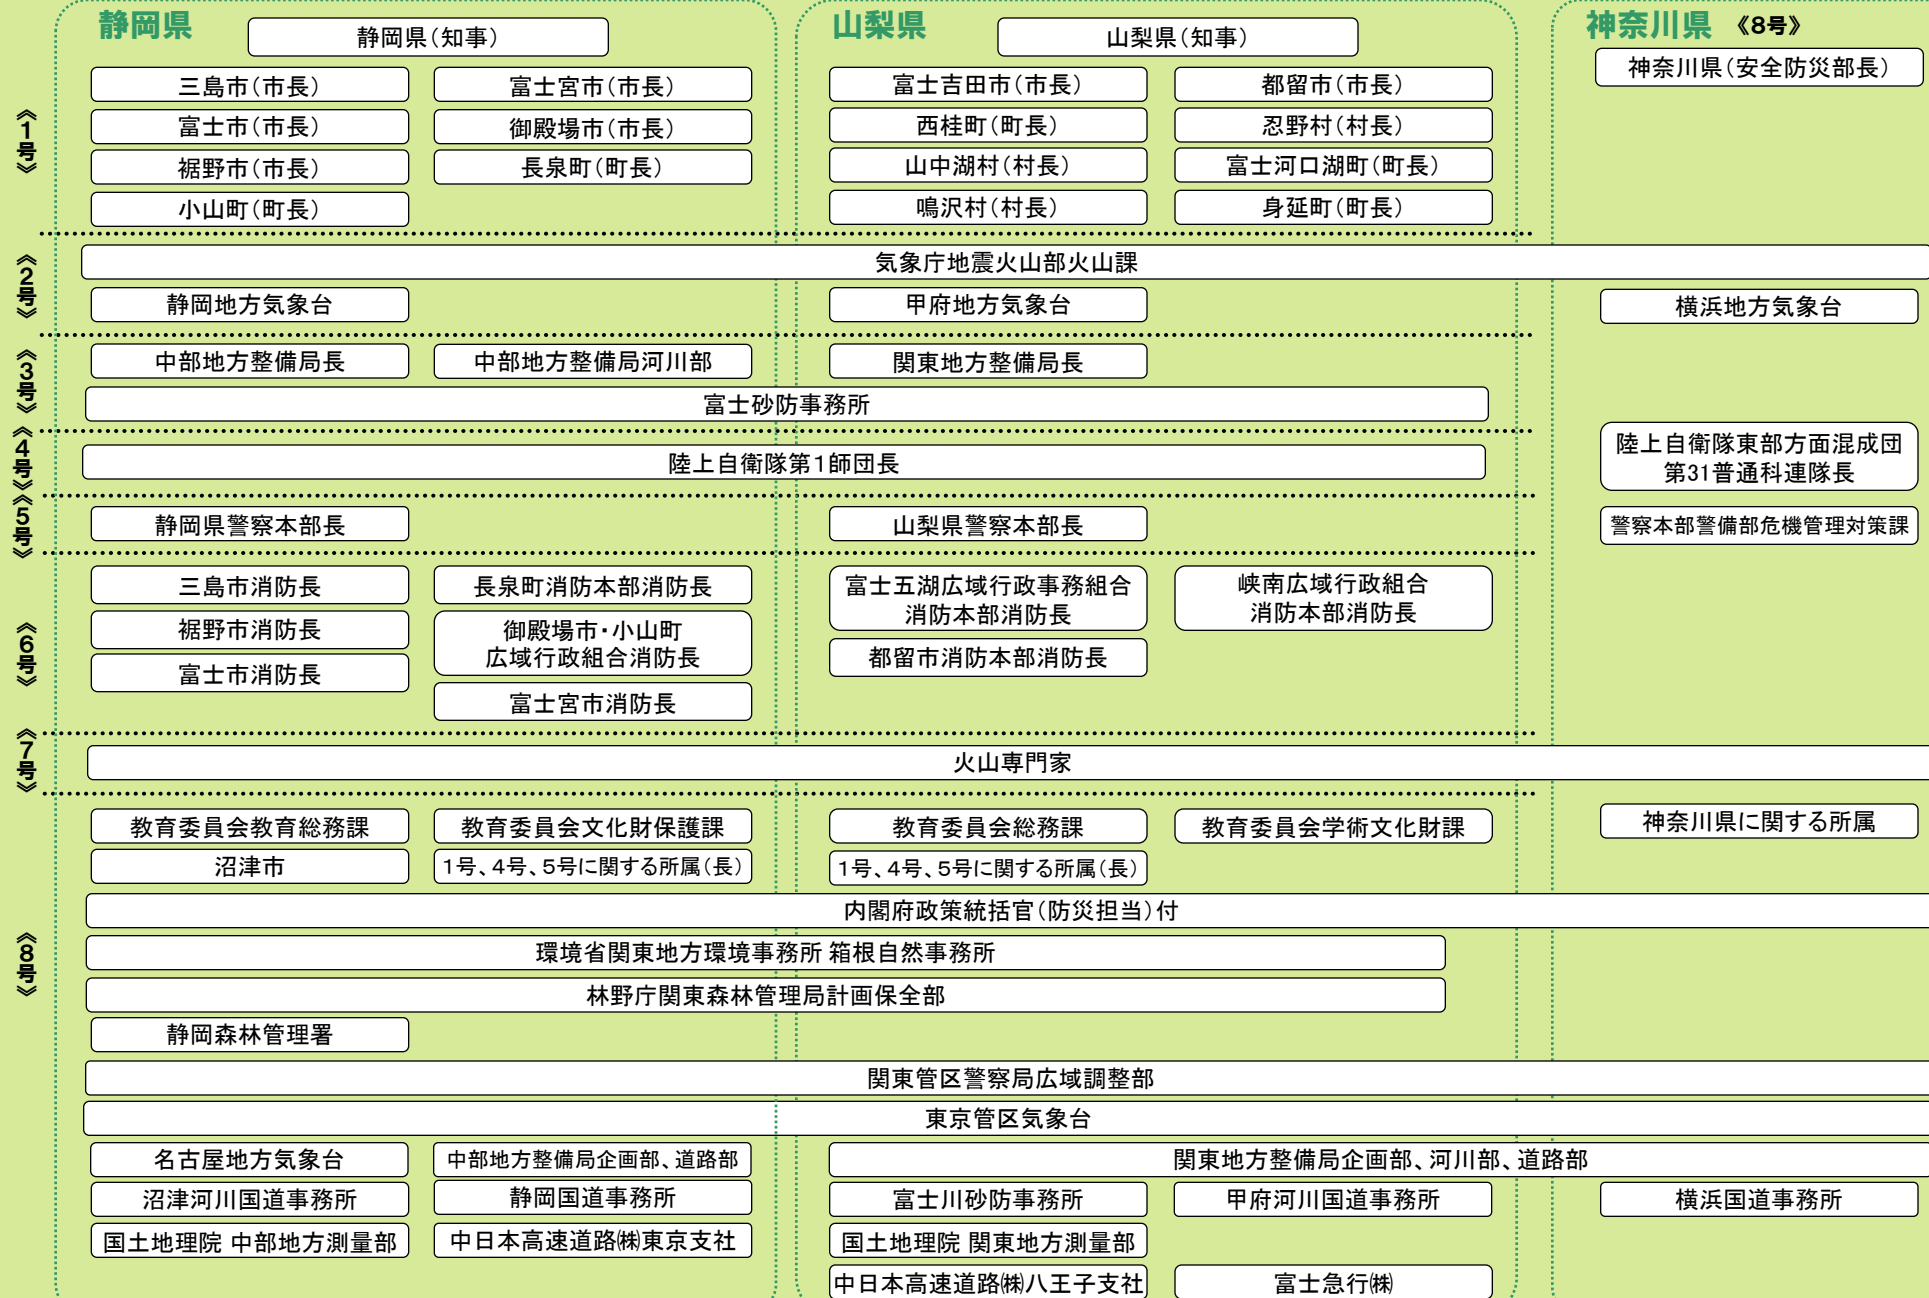 静岡県
静岡県(知事)
山梨県
山梨県(知事)
神奈川県 《8号》
神奈川県(安全防災部長)
《1号》
三島市(市長)
富士宮市(市長)
富士吉田市(市長)
都留市(市長)
富士市(市長)
御殿場市(市長)
西桂町(町長)
忍野村(村長)
裾野市(市長)
長泉町(町長)
山中湖村(村長)
富士河口湖町(町長)
小山町(町長)
鳴沢村(村長)
身延町(町長)
《2号》
気象庁地震火山部火山課
静岡地方気象台
甲府地方気象台
横浜地方気象台
《3号》
中部地方整備局長
中部地方整備局河川部
関東地方整備局長
富士砂防事務所
《4号》
陸上自衛隊第1師団長
陸上自衛隊東部方面混成団
第31普通科連隊長
《5号》
静岡県警察本部長
山梨県警察本部長
警察本部警備部危機管理対策課
《6号》
三島市消防長
長泉町消防本部消防長
富士五湖広域行政事務組合
消防本部消防長
峡南広域行政組合
消防本部消防長
裾野市消防長
御殿場市・小山町
広域行政組合消防長
都留市消防本部消防長
富士市消防長
富士宮市消防長
《7号》
火山専門家
《8号》
教育委員会教育総務課
教育委員会文化財保護課
教育委員会総務課
教育委員会学術文化財課
神奈川県に関する所属
沼津市
1号、4号、5号に関する所属(長)
1号、4号、5号に関する所属(長)
内閣府政策統括官(防災担当)付
環境省関東地方環境事務所 箱根自然事務所
林野庁関東森林管理局計画保全部
静岡森林管理署
関東管区警察局広域調整部
東京管区気象台
名古屋地方気象台
中部地方整備局企画部、道路部
関東地方整備局企画部、河川部、道路部
沼津河川国道事務所
静岡国道事務所
富士川砂防事務所
甲府河川国道事務所
横浜国道事務所
国土地理院 中部地方測量部
中日本高速道路㈱東京支社
国土地理院 関東地方測量部
中日本高速道路㈱八王子支社
富士急行㈱